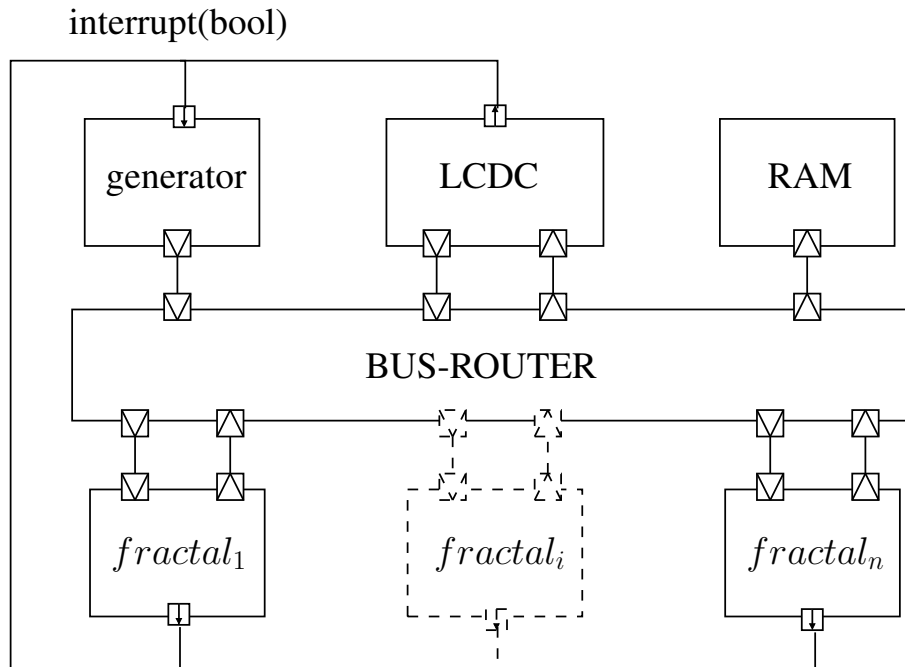 interrupt(bool)
generator
LCDC
RAM
BUS-ROUTER
fractal₁
fractalᵢ
fractalₙ